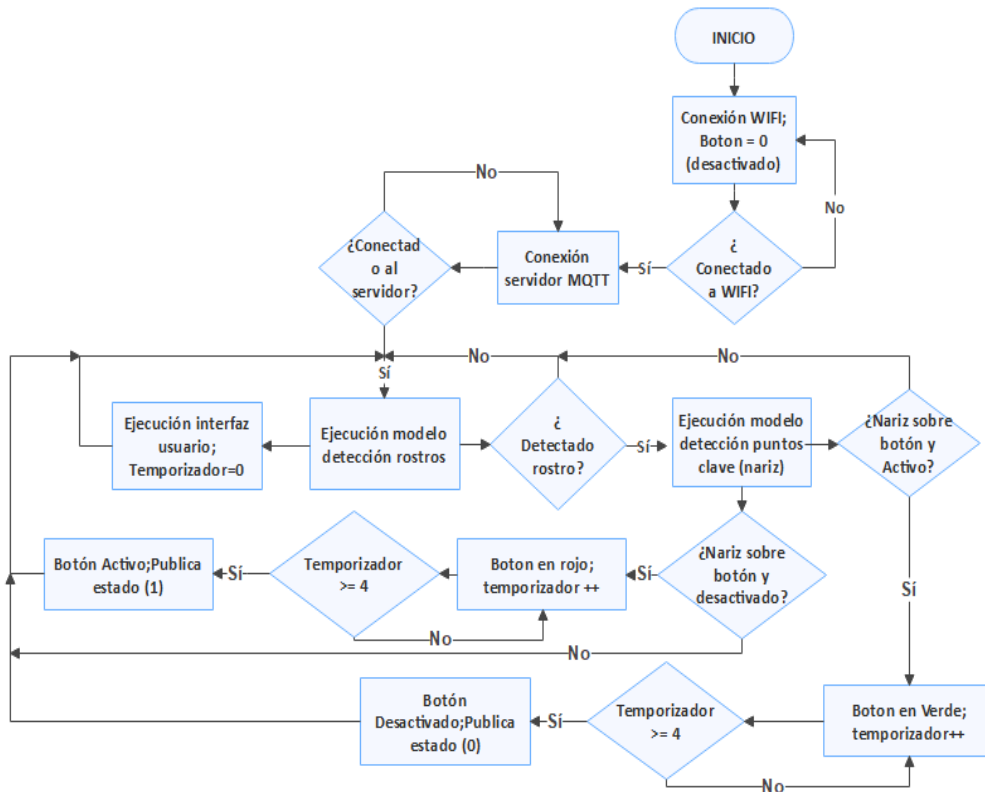 INICIO
Conexión WIFI;
Boton = 0
(desactivado)
No
No
¿Conectad
o al
servidor?
Conexión
servidor MQTT
Sí
¿
Conectado
a WIFI?
No
No
Sí
Ejecución interfaz
usuario;
Temporizador=0
Ejecución modelo
detección rostros
¿
Detectado
rostro?
Sí
Ejecución modelo
detección puntos
clave (nariz)
¿Nariz sobre
botón y
Activo?
Botón Activo;Publica
estado (1)
Sí
Temporizador
>= 4
Boton en rojo;
temporizador ++
Sí
¿Nariz sobre
botón y
desactivado?
Sí
No
No
Botón
Desactivado;Publica
estado (0)
Sí
Temporizador
>= 4
Boton en Verde;
temporizador++
No